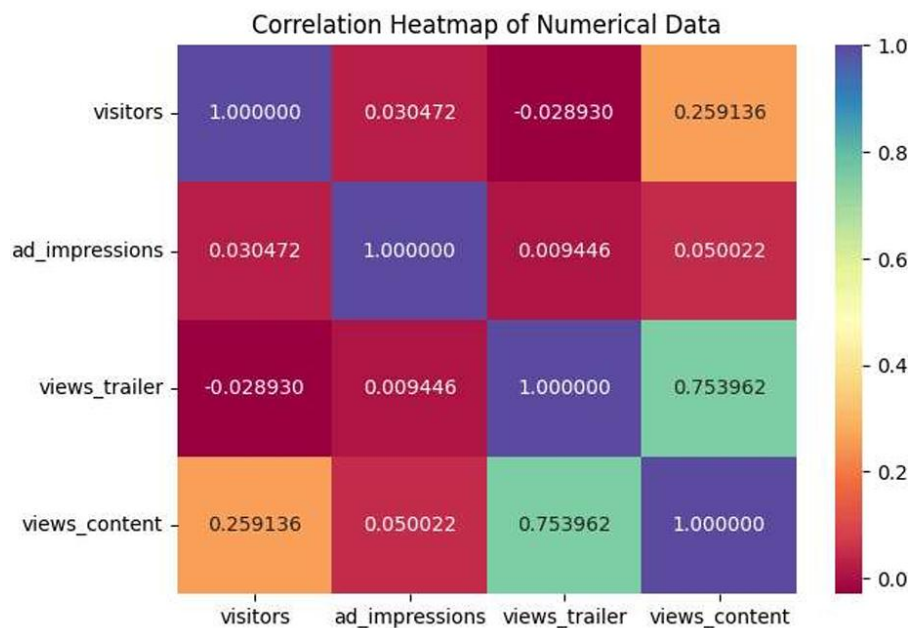 Correlation Heatmap of Numerical Data
visitors 1.000000 0.030472 -0.028930 0.259136
ad_impressions 0.030472 1.000000 0.009446 0.050022
views_trailer -0.028930 0.009446 1.000000 0.753962
views_content 0.259136 0.050022 0.753962 1.000000
visitors ad_impressions views_trailer views_content
1.0
0.8
0.6
0.4
0.2
0.0